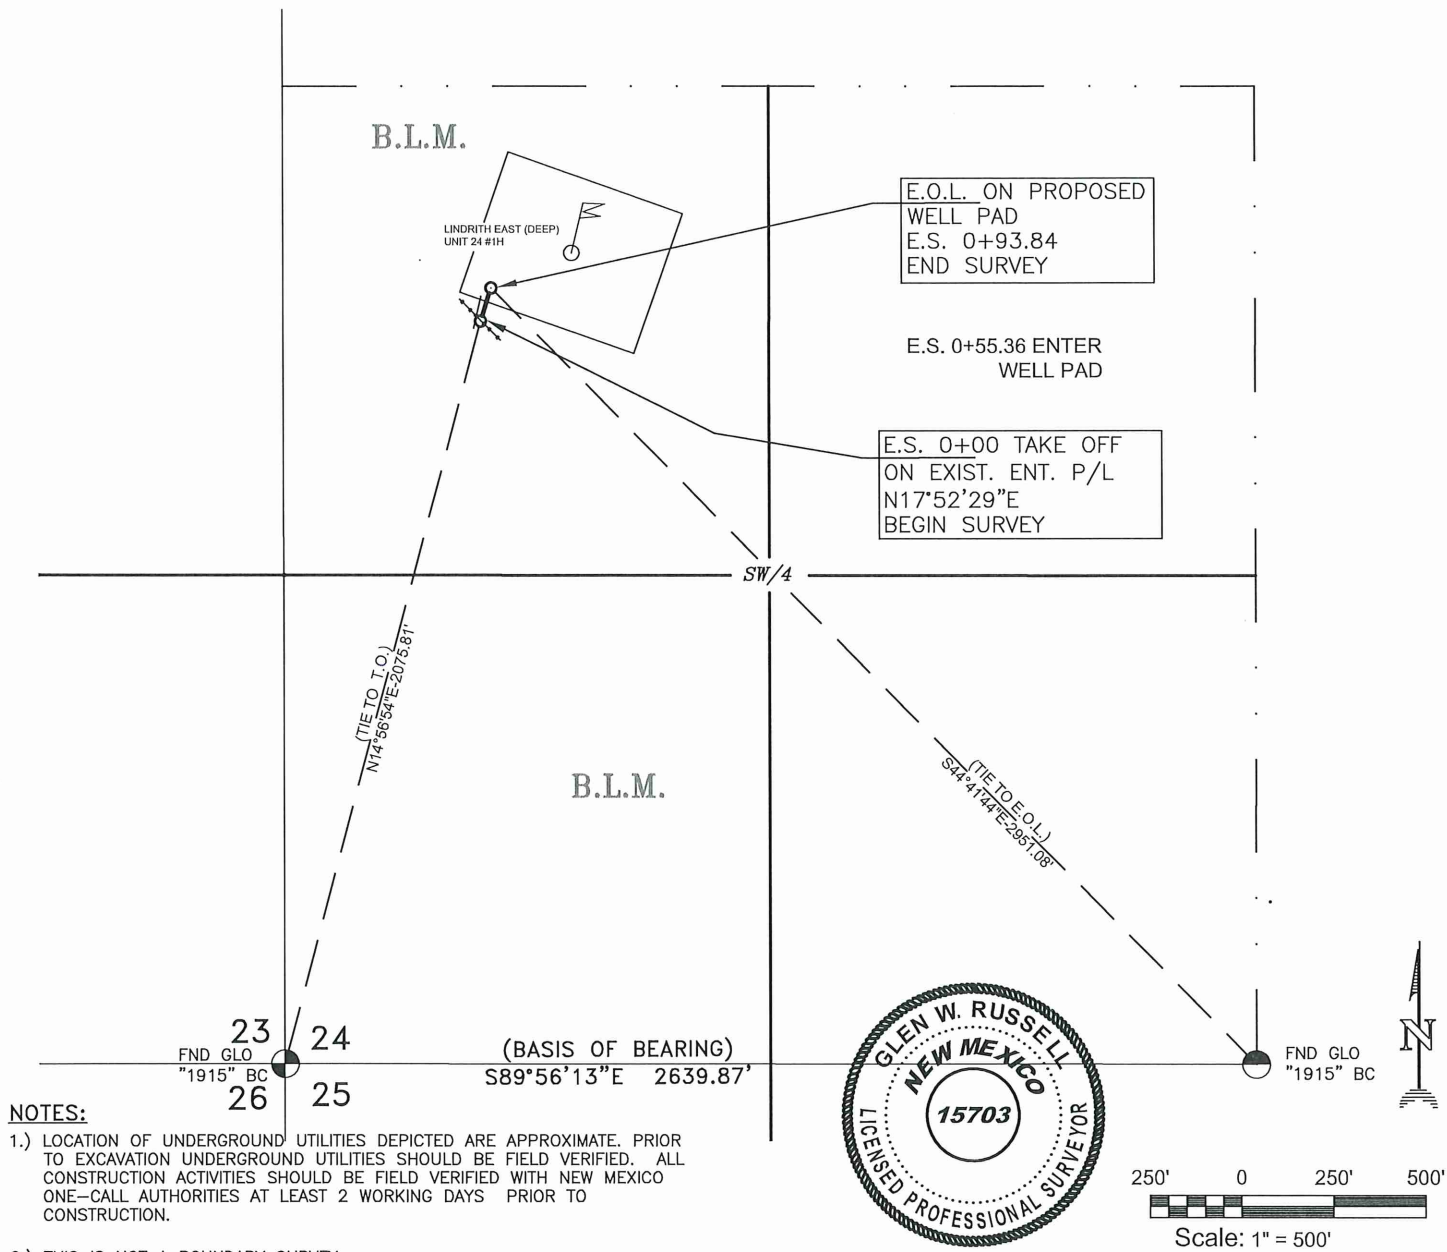 B.L.M.
LINDRITH EAST (DEEP)
UNIT 24 #1H
E.O.L. ON PROPOSED
WELL PAD
E.S. 0+93.84
END SURVEY
E.S. 0+55.36 ENTER
WELL PAD
E.S. 0+00 TAKE OFF
ON EXIST. ENT. P/L
N17°52'29"E
BEGIN SURVEY
SW/4
(TIE TO T.O.)
N14°56'54"E-2075.81'
B.L.M.
(TIE TO E.O.L.)
S44°41'44"E-2951.08'
23 24
FND GLO
"1915" BC
26 25
(BASIS OF BEARING)
S89°56'13"E 2639.87'
GLEN W. RUSSELL
NEW MEXICO
15703
LICENSED PROFESSIONAL SURVEYOR
FND GLO
"1915" BC
N
NOTES:
1.) LOCATION OF UNDERGROUND UTILITIES DEPICTED ARE APPROXIMATE. PRIOR
TO EXCAVATION UNDERGROUND UTILITIES SHOULD BE FIELD VERIFIED. ALL
CONSTRUCTION ACTIVITIES SHOULD BE FIELD VERIFIED WITH NEW MEXICO
ONE-CALL AUTHORITIES AT LEAST 2 WORKING DAYS PRIOR TO
CONSTRUCTION.
250' 0 250' 500'
Scale: 1" = 500'